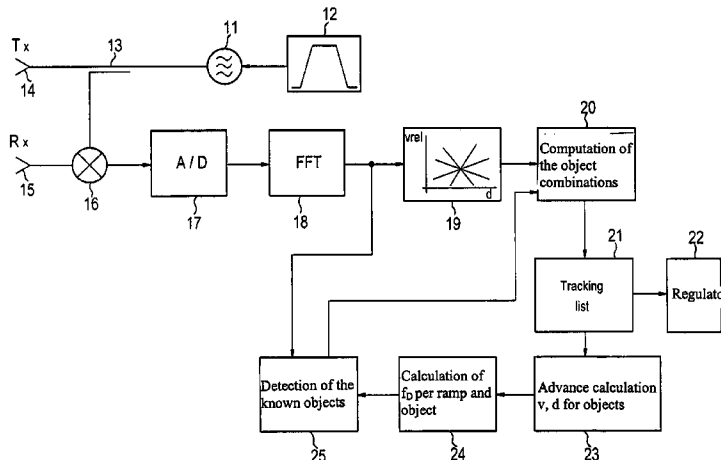 Tx
13
11
12
14
Rx
A / D
FFT
vrel
d
20
Computation of
the object
combinations
15
16
17
18
19
21
22
Tracking
list
Regulato
Detection of the
known objects
Calculation of
fD per ramp and
object
Advance calculation
v, d for objects
25
24
23